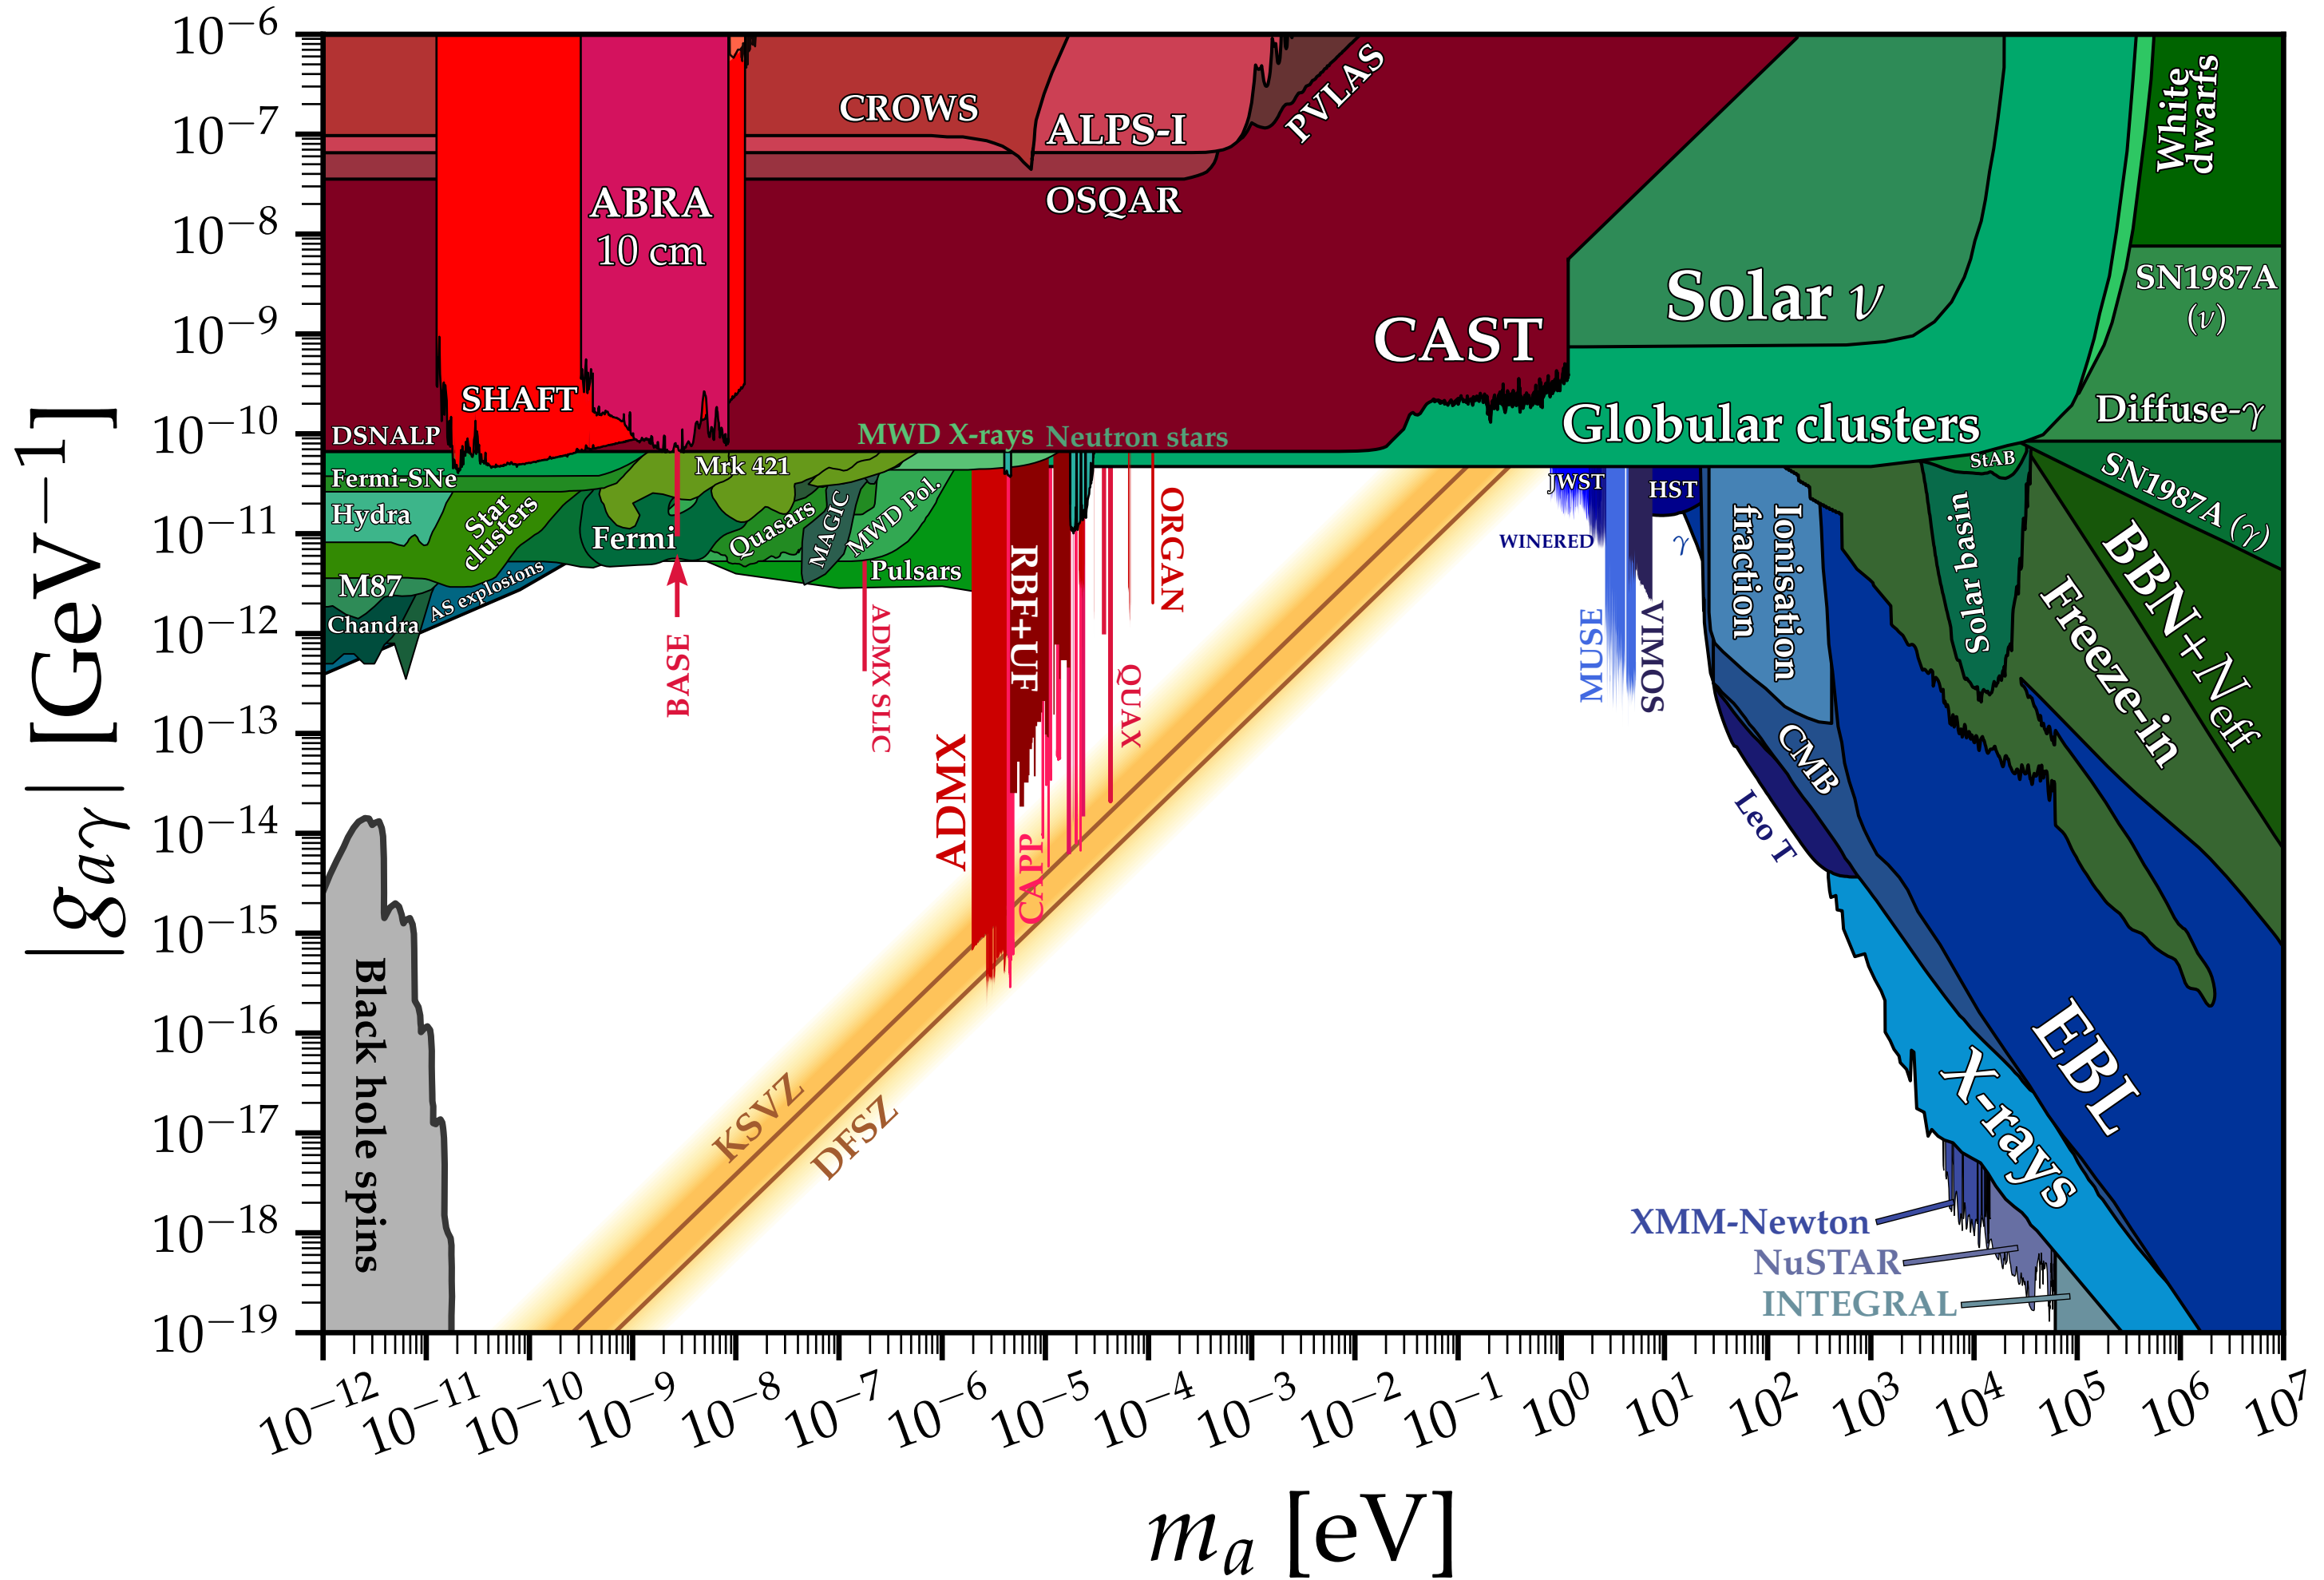 |g_{aγ}| [GeV^{−1}]
10^{−6}
10^{−7}
10^{−8}
10^{−9}
10^{−10}
10^{−11}
10^{−12}
10^{−13}
10^{−14}
10^{−15}
10^{−16}
10^{−17}
10^{−18}
10^{−19}
CROWS
ALPS-I
PVLAS
OSQAR
ABRA
10 cm
SHAFT
CAST
Solar ν
Globular clusters
White
dwarfs
SN1987A
(ν)
Diffuse-γ
SN1987A (γ)
DSNALP
Fermi-SNe
Hydra
M87
Chandra
Star
clusters
AS explosions
Fermi
Mrk 421
Quasars
MAGIC
MWD Pol.
MWD X-rays
Neutron stars
Pulsars
BASE
ADMX SLIC
ADMX
RBF+UF
CAPP
QUAX
ORGAN
JWST
WINERED
MUSE
VIMOS
HST
γ
Ionisation
fraction
StAB
Solar basin
Freeze-in
BBN+N_{eff}
CMB
Leo T
EBL
X-rays
XMM-Newton
NuSTAR
INTEGRAL
Black hole spins
KSVZ
DFSZ
10^{−12}
10^{−11}
10^{−10}
10^{−9}
10^{−8}
10^{−7}
10^{−6}
10^{−5}
10^{−4}
10^{−3}
10^{−2}
10^{−1}
10^{0}
10^{1}
10^{2}
10^{3}
10^{4}
10^{5}
10^{6}
10^{7}
m_a [eV]